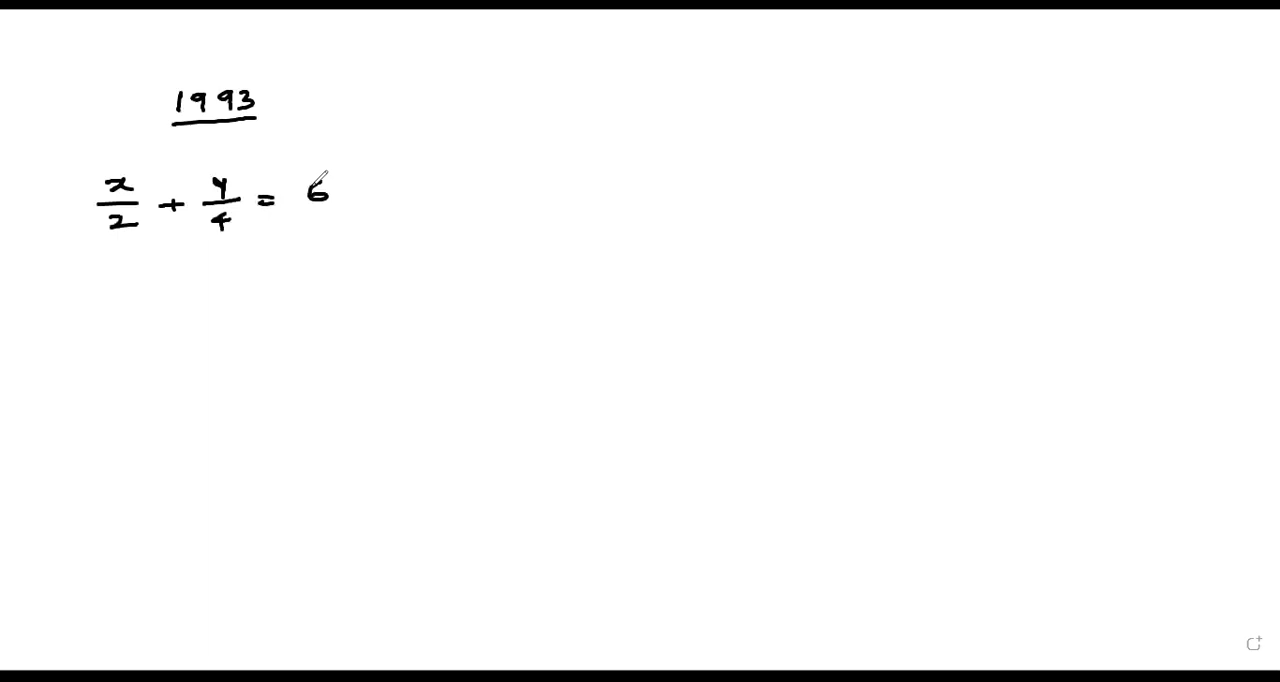 1993
x/2 + y/4 = 6